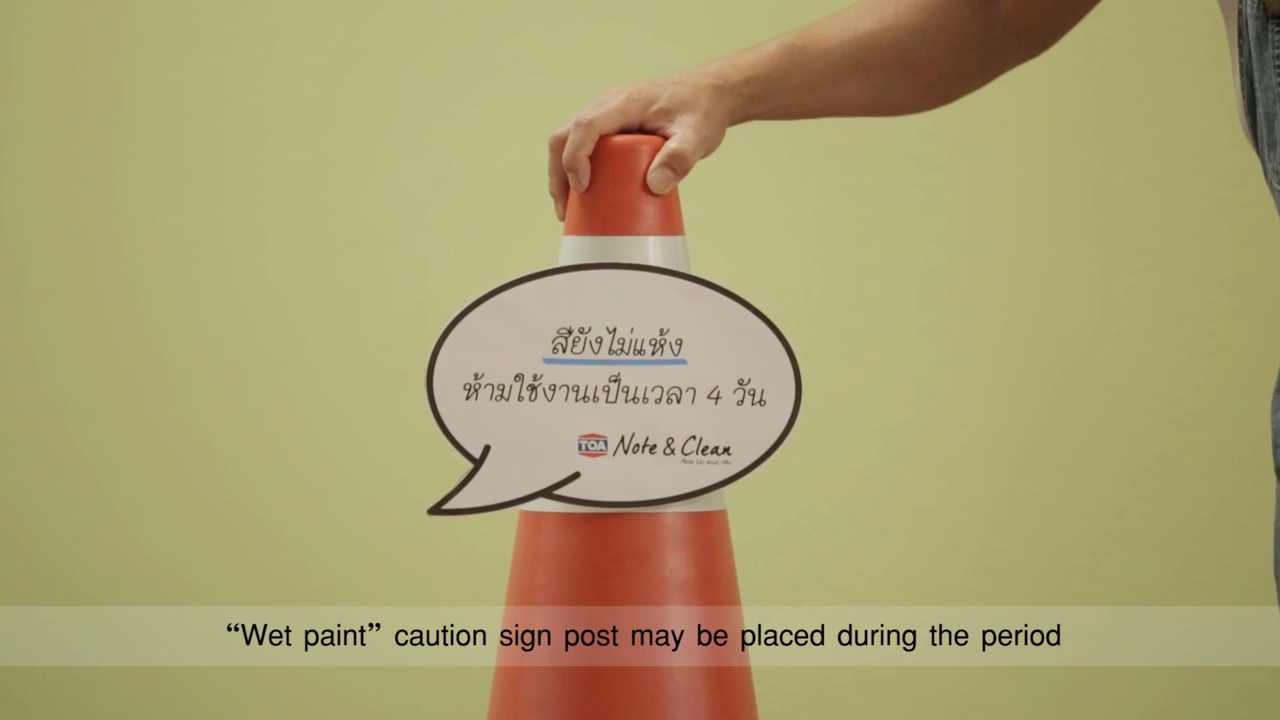 สียังไม่แห้ง
ห้ามใช้งานเป็นเวลา 4 วัน
TOA Note & Clean
“Wet paint” caution sign post may be placed during the period